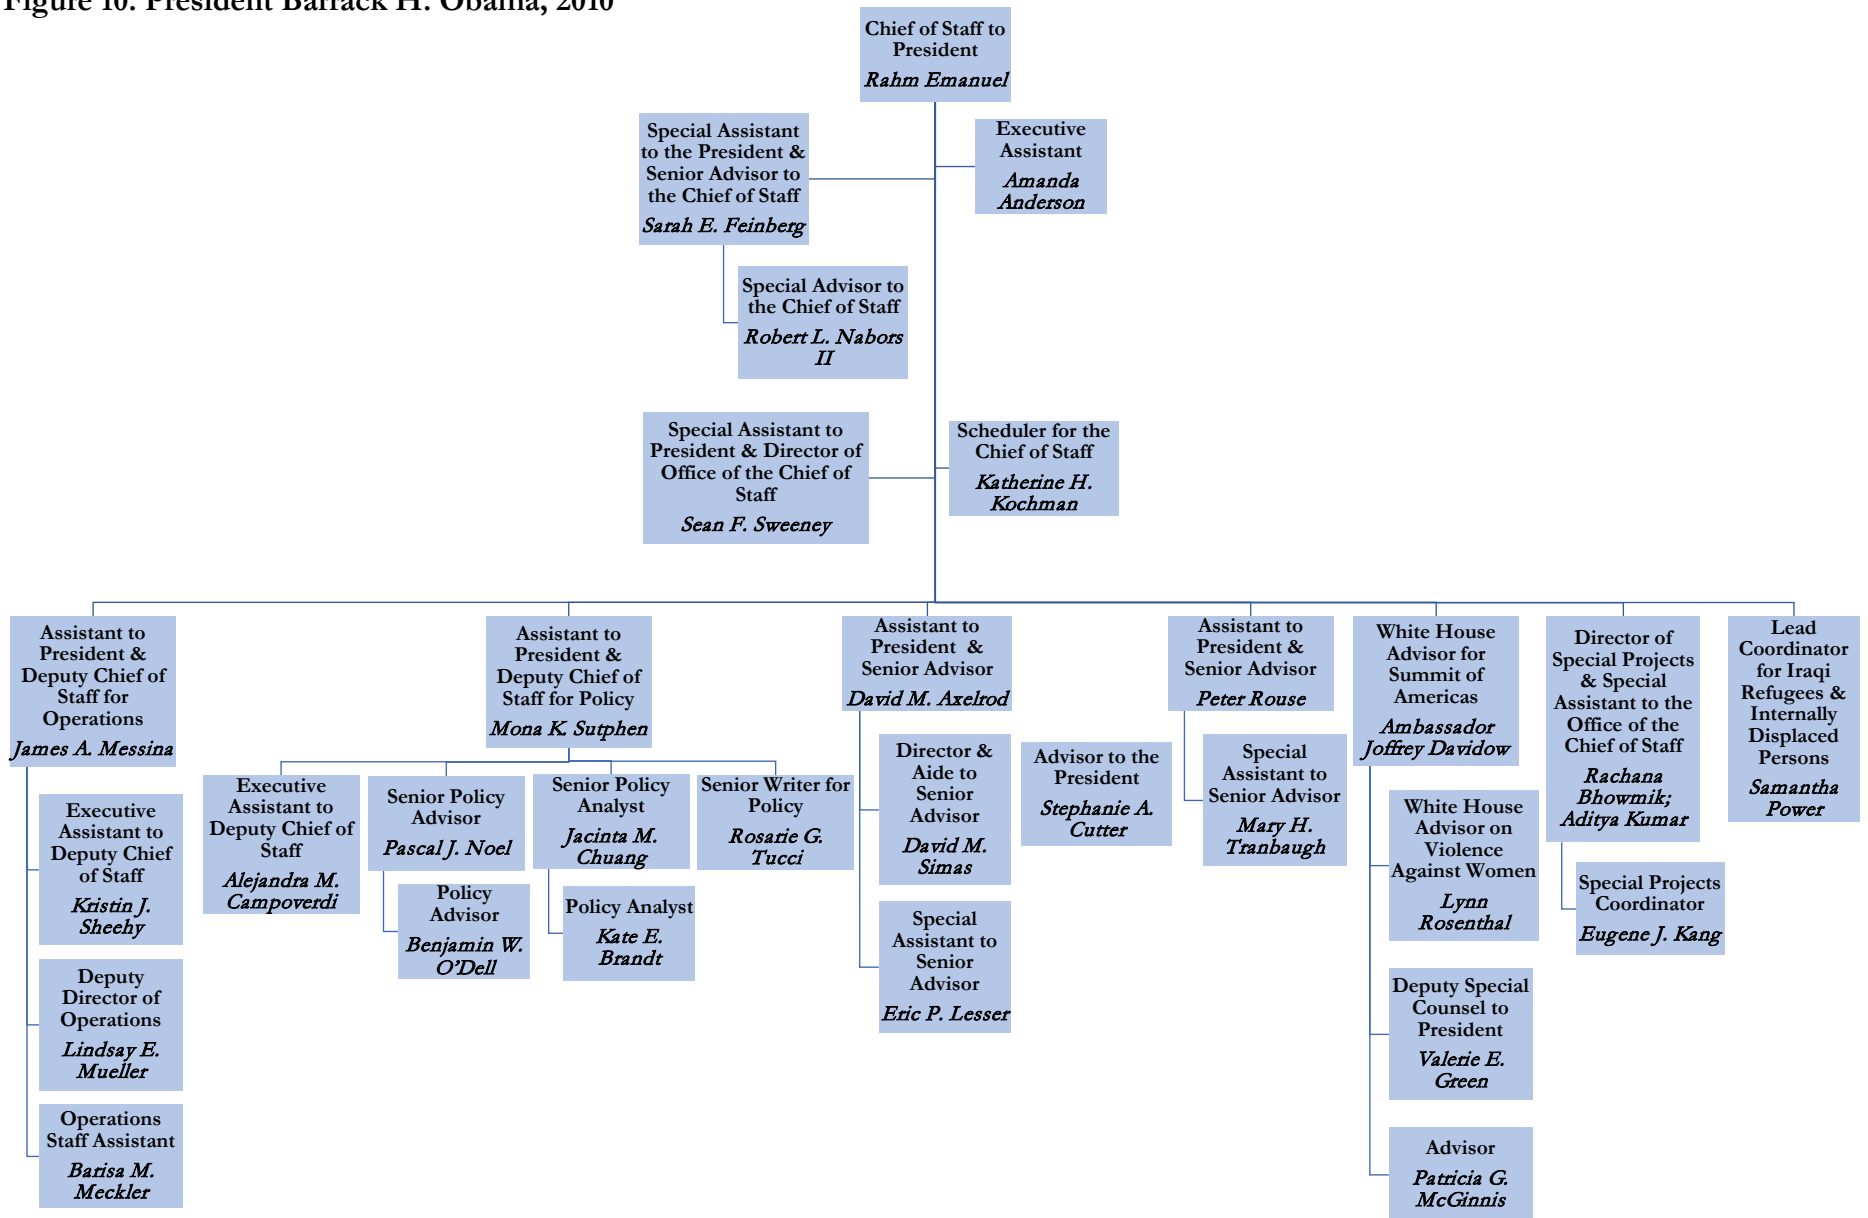 Figure 10. President Barrack H. Obama, 2010
Chief of Staff to
President
Rahm Emanuel
Special Assistant
to the President &
Senior Advisor to
the Chief of Staff
Sarah E. Feinberg
Executive
Assistant
Amanda
Anderson
Special Advisor to
the Chief of Staff
Robert L. Nabors
II
Special Assistant to
President & Director of
Office of the Chief of
Staff
Sean F. Sweeney
Scheduler for the
Chief of Staff
Katherine H.
Kochman
Assistant to
President &
Deputy Chief of
Staff for
Operations
James A. Messina
Executive
Assistant to
Deputy Chief
of Staff
Kristin J.
Sheehy
Deputy
Director of
Operations
Lindsay E.
Mueller
Operations
Staff Assistant
Barisa M.
Meckler
Assistant to
President &
Deputy Chief of
Staff for Policy
Mona K. Sutphen
Executive
Assistant to
Deputy Chief of
Staff
Alejandra M.
Campoverdi
Senior Policy
Advisor
Pascal J. Noel
Policy
Advisor
Benjamin W.
O'Dell
Senior Policy
Analyst
Jacinta M.
Chuang
Policy Analyst
Kate E.
Brandt
Senior Writer for
Policy
Rosarie G.
Tucci
Assistant to
President &
Senior Advisor
David M. Axelrod
Director &
Aide to
Senior
Advisor
David M.
Simas
Special
Assistant to
Senior
Advisor
Eric P. Lesser
Advisor to the
President
Stephanie A.
Cutter
Assistant to
President &
Senior Advisor
Peter Rouse
Special
Assistant to
Senior Advisor
Mary H.
Tranbaugh
White House
Advisor for
Summit of
Americas
Ambassador
Joffrey Davidow
White House
Advisor on
Violence
Against Women
Lynn
Rosenthal
Deputy Special
Counsel to
President
Valerie E.
Green
Advisor
Patricia G.
McGinnis
Director of
Special Projects
& Special
Assistant to the
Office of the
Chief of Staff
Rachana
Bhowmik;
Aditya Kumar
Special Projects
Coordinator
Eugene J. Kang
Lead
Coordinator
for Iraqi
Refugees &
Internally
Displaced
Persons
Samantha
Power